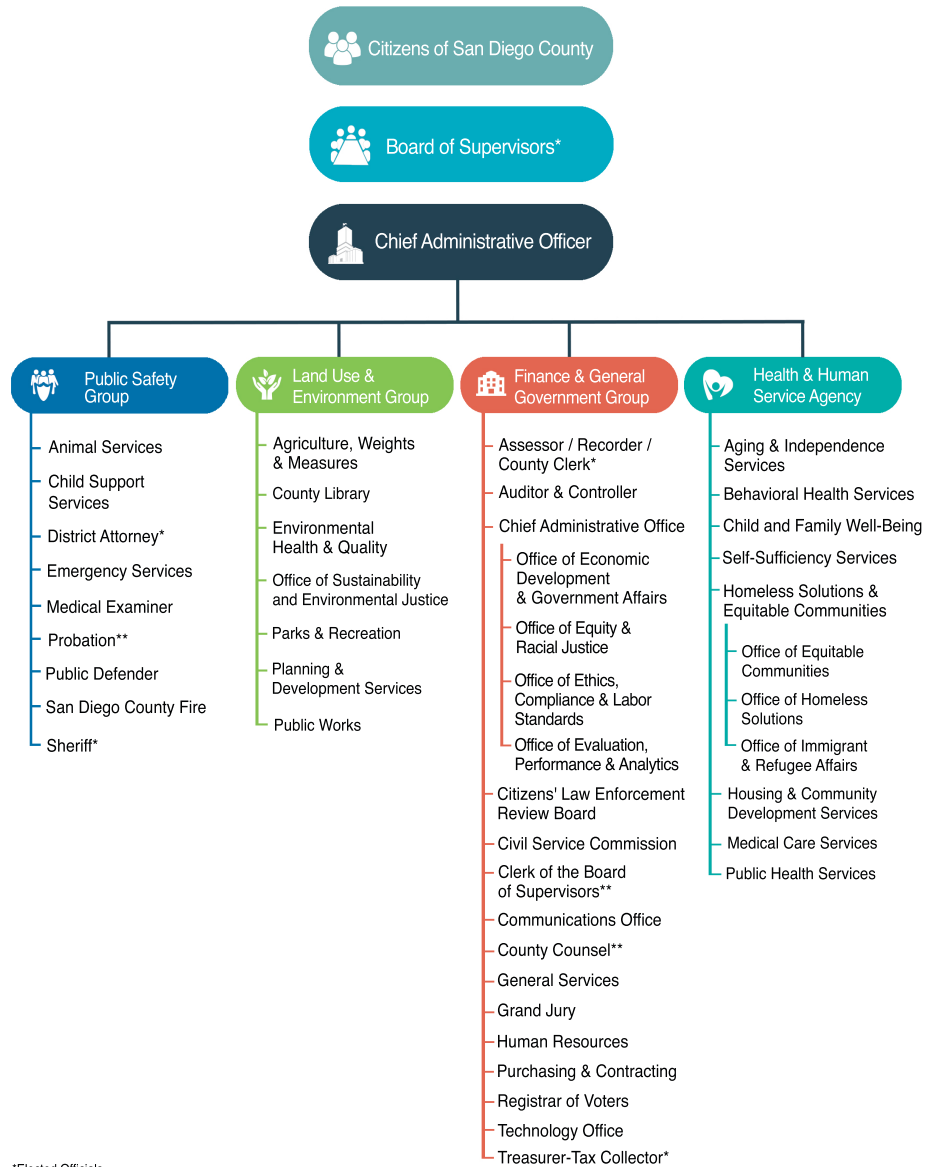 Citizens of San Diego County
Board of Supervisors*
Chief Administrative Officer
Public Safety
Group
Animal Services
Child Support
Services
District Attorney*
Emergency Services
Medical Examiner
Probation**
Public Defender
San Diego County Fire
Sheriff*
Land Use &
Environment Group
Agriculture, Weights
& Measures
County Library
Environmental
Health & Quality
Office of Sustainability
and Environmental Justice
Parks & Recreation
Planning &
Development Services
Public Works
Finance & General
Government Group
Assessor / Recorder /
County Clerk*
Auditor & Controller
Chief Administrative Office
Office of Economic
Development
& Government Affairs
Office of Equity &
Racial Justice
Office of Ethics,
Compliance & Labor
Standards
Office of Evaluation,
Performance & Analytics
Citizens' Law Enforcement
Review Board
Civil Service Commission
Clerk of the Board
of Supervisors**
Communications Office
County Counsel**
General Services
Grand Jury
Human Resources
Purchasing & Contracting
Registrar of Voters
Technology Office
Treasurer-Tax Collector*
Health & Human
Service Agency
Aging & Independence
Services
Behavioral Health Services
Child and Family Well-Being
Self-Sufficiency Services
Homeless Solutions &
Equitable Communities
Office of Equitable
Communities
Office of Homeless
Solutions
Office of Immigrant
& Refugee Affairs
Housing & Community
Development Services
Medical Care Services
Public Health Services
*Elected Officials